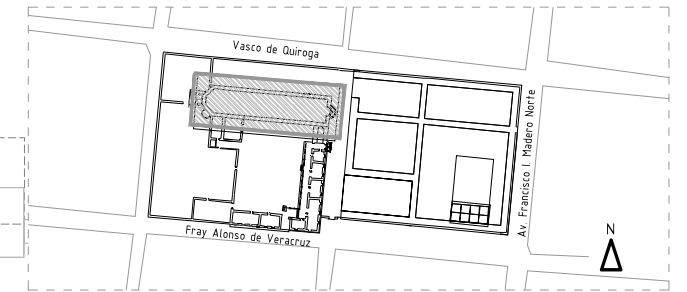 Vasco de Quiroga
Av. Francisco I. Madero Norte
Fray Alonso de Veracruz
N